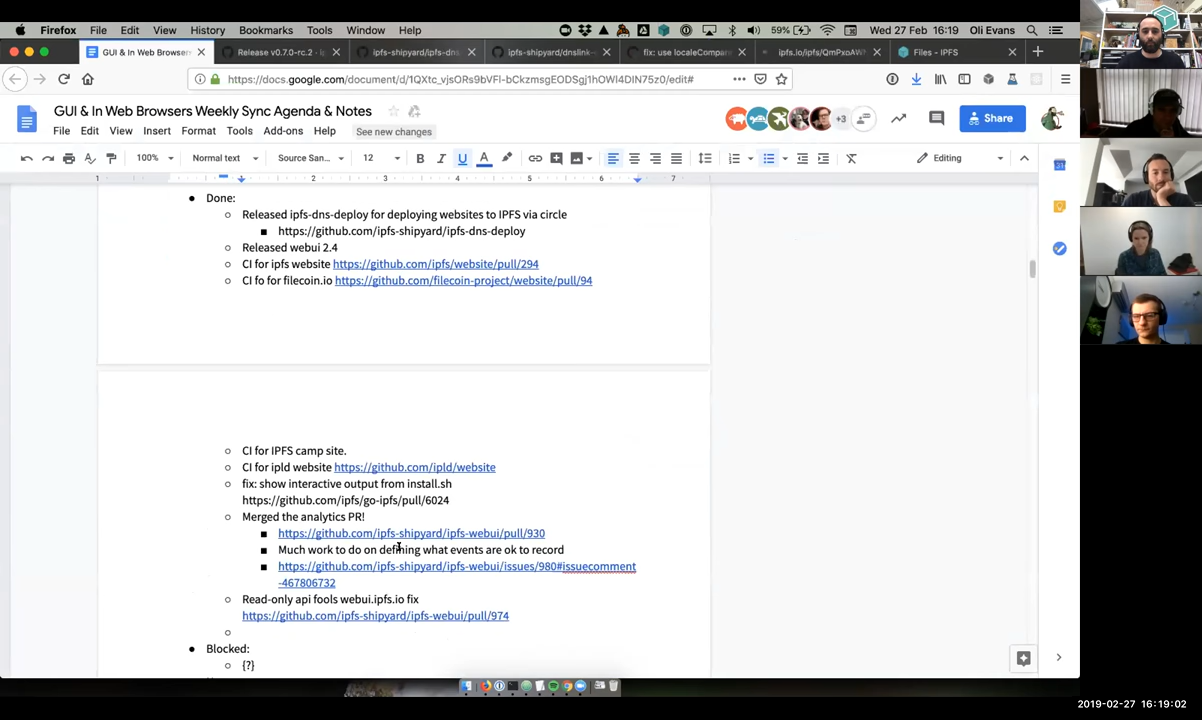 Firefox File Edit View History Bookmarks Tools Window Help 59% Wed 27 Feb 16:19 Oli Evans
GUI & In Web Browsers Release v0.7.0-rc.2 - ipfs-shipyard/ipfs-dns- ipfs-shipyard/dnslink- fix: use localeCompare ipfs.io/ipfs/QmPxoAW Files - IPFS
https://docs.google.com/document/d/1QXtc_vjsORs9bVFl-bCkzmsgEODSgj1hOWl4DIN75z0/edit#
GUI & In Web Browsers Weekly Sync Agenda & Notes
+3 Share
File Edit View Insert Format Tools Add-ons Help See new changes
100% Normal text Source San... 12 B I U A Editing
1 2 3 4 5 6 7
Done:
Released ipfs-dns-deploy for deploying websites to IPFS via circle
https://github.com/ipfs-shipyard/ipfs-dns-deploy
Released webui 2.4
CI for ipfs website https://github.com/ipfs/website/pull/294
CI fo for filecoin.io https://github.com/filecoin-project/website/pull/94
CI for IPFS camp site.
CI for ipld website https://github.com/ipld/website
fix: show interactive output from install.sh
https://github.com/ipfs/go-ipfs/pull/6024
Merged the analytics PR!
https://github.com/ipfs-shipyard/ipfs-webui/pull/930
Much work to do on defining what events are ok to record
https://github.com/ipfs-shipyard/ipfs-webui/issues/980#issuecomment
-467806732
Read-only api fools webui.ipfs.io fix
https://github.com/ipfs-shipyard/ipfs-webui/pull/974
Blocked:
{?}
2019-02-27 16:19:02